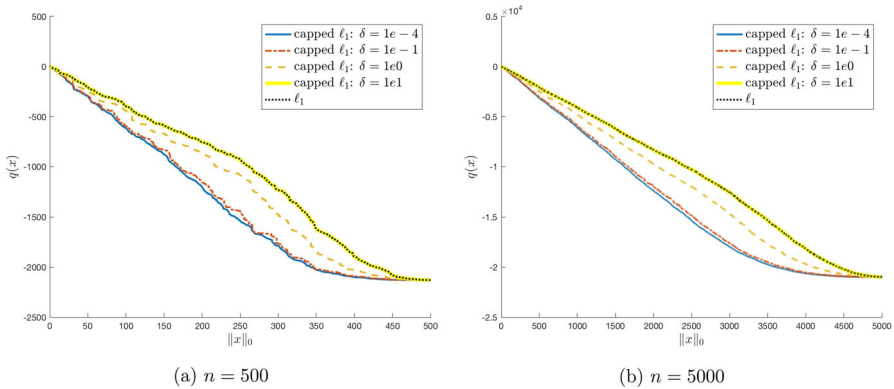 500
0
-500
-1000
-1500
-2000
-2500
q(x)
0 50 100 150 200 250 300 350 400 450 500
‖x‖₀
capped ℓ₁: δ = 1e − 4
capped ℓ₁: δ = 1e − 1
capped ℓ₁: δ = 1e0
capped ℓ₁: δ = 1e1
ℓ₁
(a) n = 500
×10⁴
0.5
0
-0.5
-1
-1.5
-2
-2.5
q(x)
0 500 1000 1500 2000 2500 3000 3500 4000 4500 5000
‖x‖₀
capped ℓ₁: δ = 1e − 4
capped ℓ₁: δ = 1e − 1
capped ℓ₁: δ = 1e0
capped ℓ₁: δ = 1e1
ℓ₁
(b) n = 5000